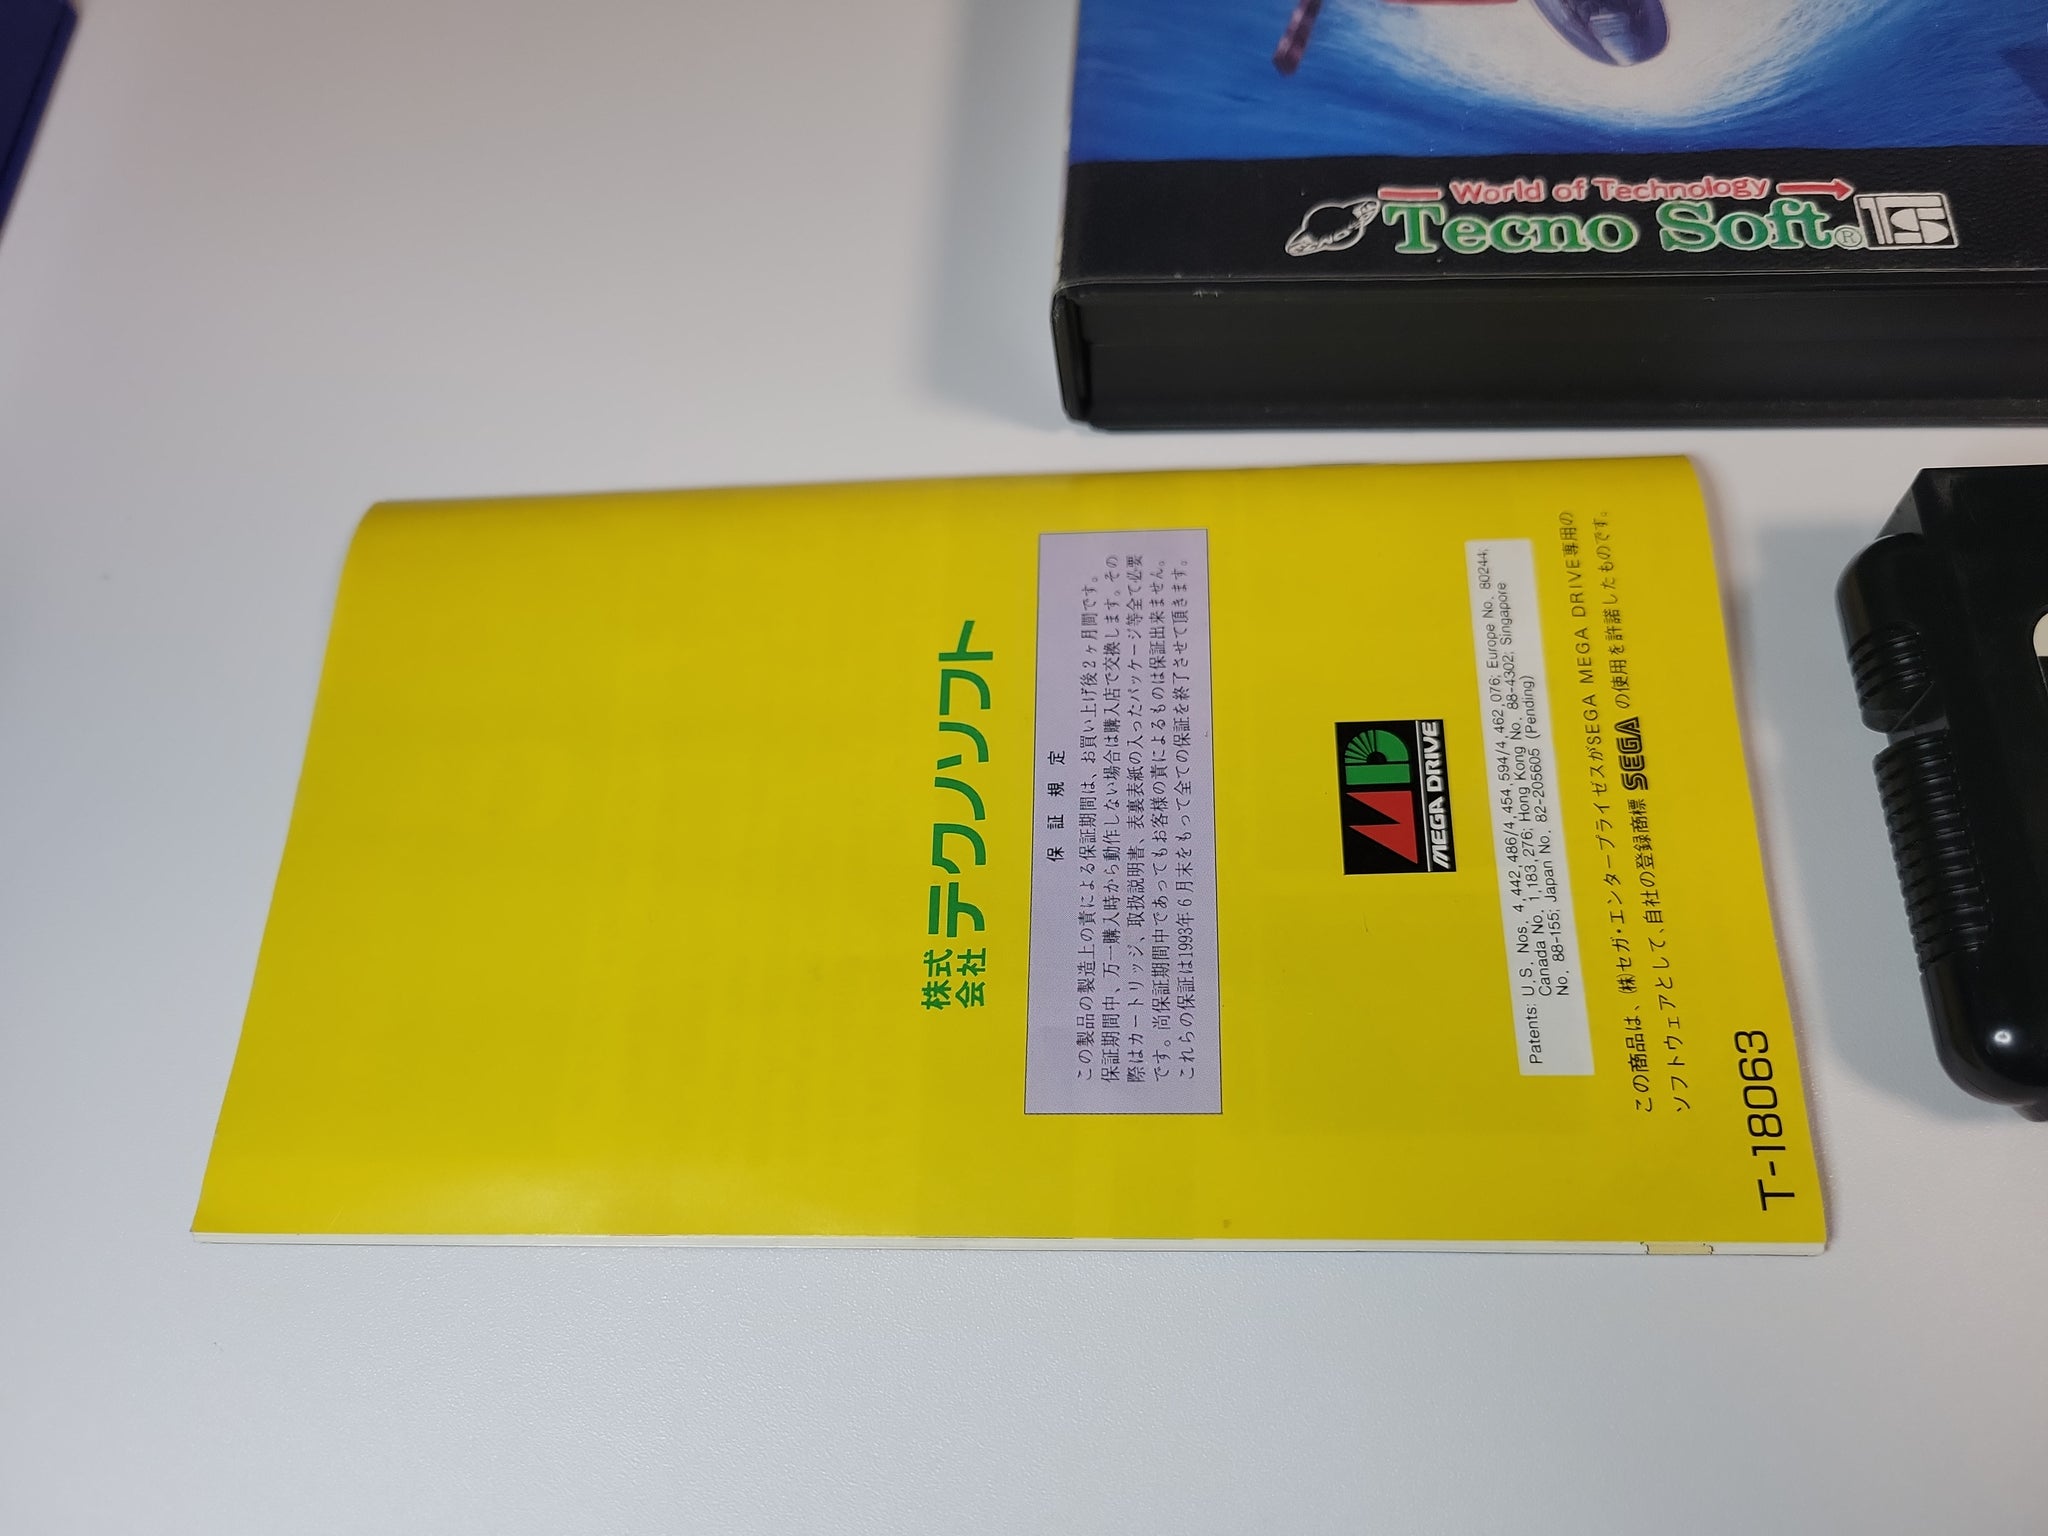 World of Technology
Tecno Soft® TS
株式会社 テクノソフト
保証規定
この製品の製造上の責による保証期間は、お買い上げ後2ヶ月間です。
保証期間中、万一購入時から動作しない場合は購入店で交換します。その
際はカートリッジ、取扱説明書、表裏表紙の入ったパッケージ等全て必要
です。尚保証期間中であってもお客様の責によるものは保証出来ません。
これらの保証は1993年6月末をもって全ての保証を終了させて頂きます。
MD
MEGA DRIVE
Patents: U.S. Nos. 4,442,486/4,454,594/4,462,076; Europe No. 80244;
Canada No. 1,183,276; Hong Kong No. 88-4302; Singapore
No. 88-155; Japan No. 82-205605 (Pending)
この商品は、(株)セガ・エンタープライゼスがSEGA MEGA DRIVE専用の
ソフトウェアとして、自社の登録商標 SEGA の使用を許諾したものです。
T-18063